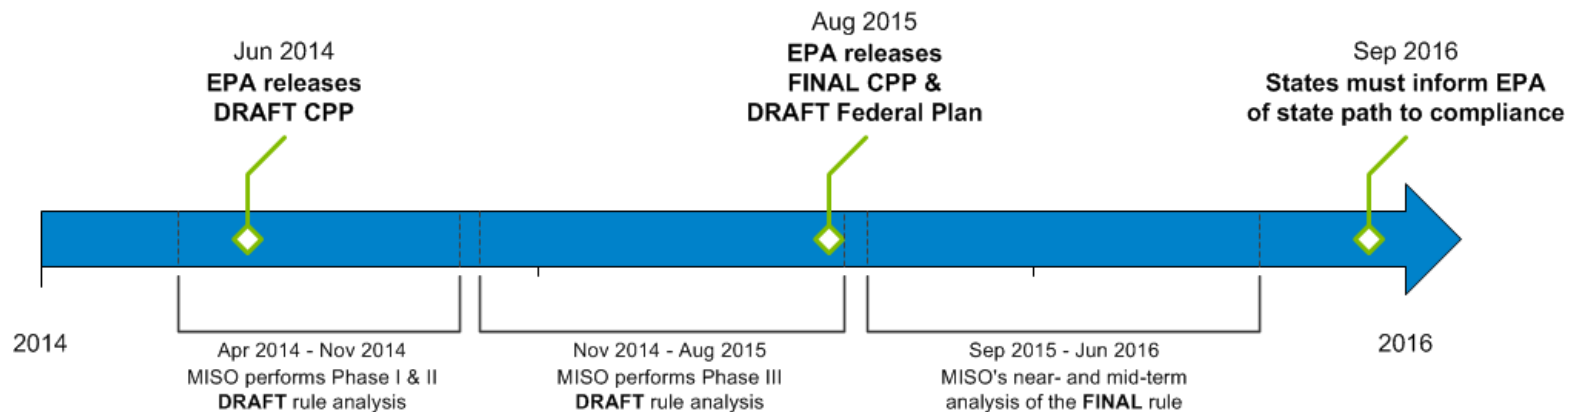 Jun 2014
EPA releases
DRAFT CPP
Aug 2015
EPA releases
FINAL CPP &
DRAFT Federal Plan
Sep 2016
States must inform EPA
of state path to compliance
2014
Apr 2014 - Nov 2014
MISO performs Phase I & II
DRAFT rule analysis
Nov 2014 - Aug 2015
MISO performs Phase III
DRAFT rule analysis
Sep 2015 - Jun 2016
MISO's near- and mid-term
analysis of the FINAL rule
2016